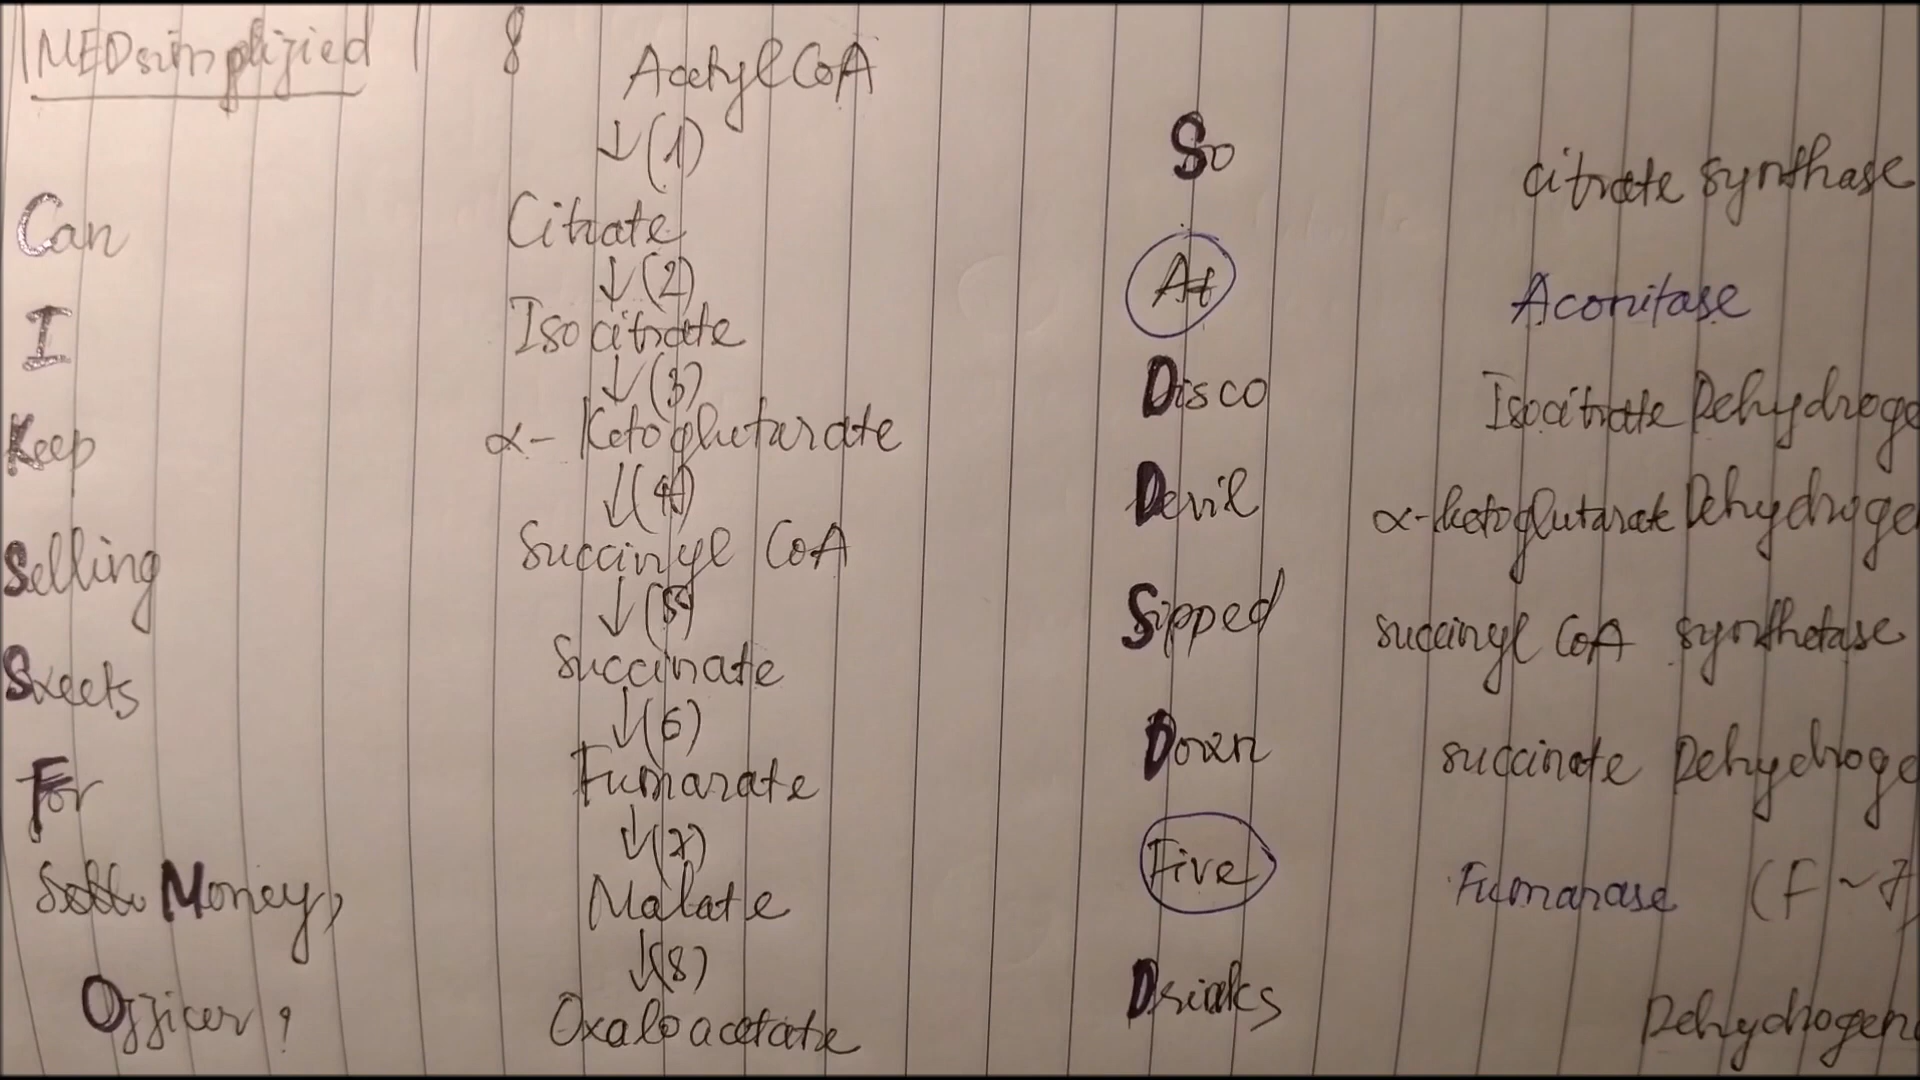 MEDsimplified 8 Acetyl CoA
↓ (1) So citrate synthase
Can Citrate
↓ (2) At Aconitase
I Isocitrate
↓ (3) Disco Isocitrate Dehydroge
Keep α- Ketoglutarate
↓ (4) Devil α-ketoglutarate Dehydroge
Selling Succinyl CoA
↓ (5) Sipped succinyl CoA synthetase
Sweets Succinate
↓ (6) Down succinate Dehydroge
For Fumarate
↓ (7) Five Fumarase (F ~ 7)
Money, Malate
↓ (8) Drinks Dehydrogen
Officer? Oxaloacetate